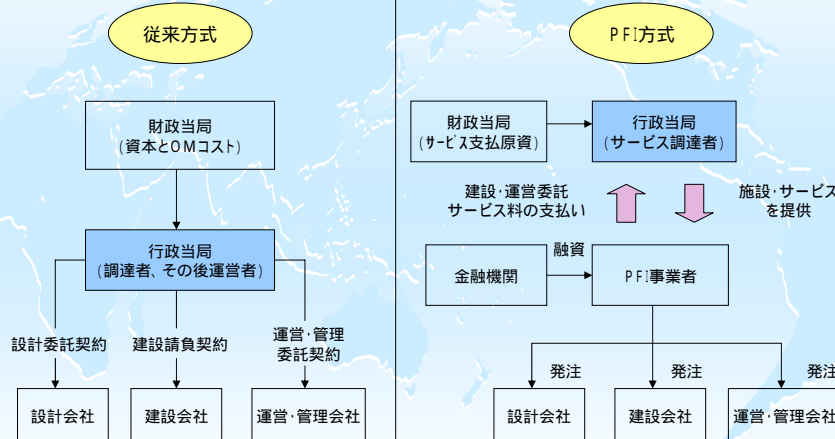 従来方式
財政当局
(資本とOMコスト)
行政当局
(調達者、その後運営者)
設計委託契約
建設請負契約
運営・管理
委託契約
設計会社
建設会社
運営・管理会社
PFI方式
財政当局
(サービス支払原資)
行政当局
(サービス調達者)
建設・運営委託
サービス料の支払い
施設・サービス
を提供
金融機関
融資
PFI事業者
発注
発注
発注
設計会社
建設会社
運営・管理会社